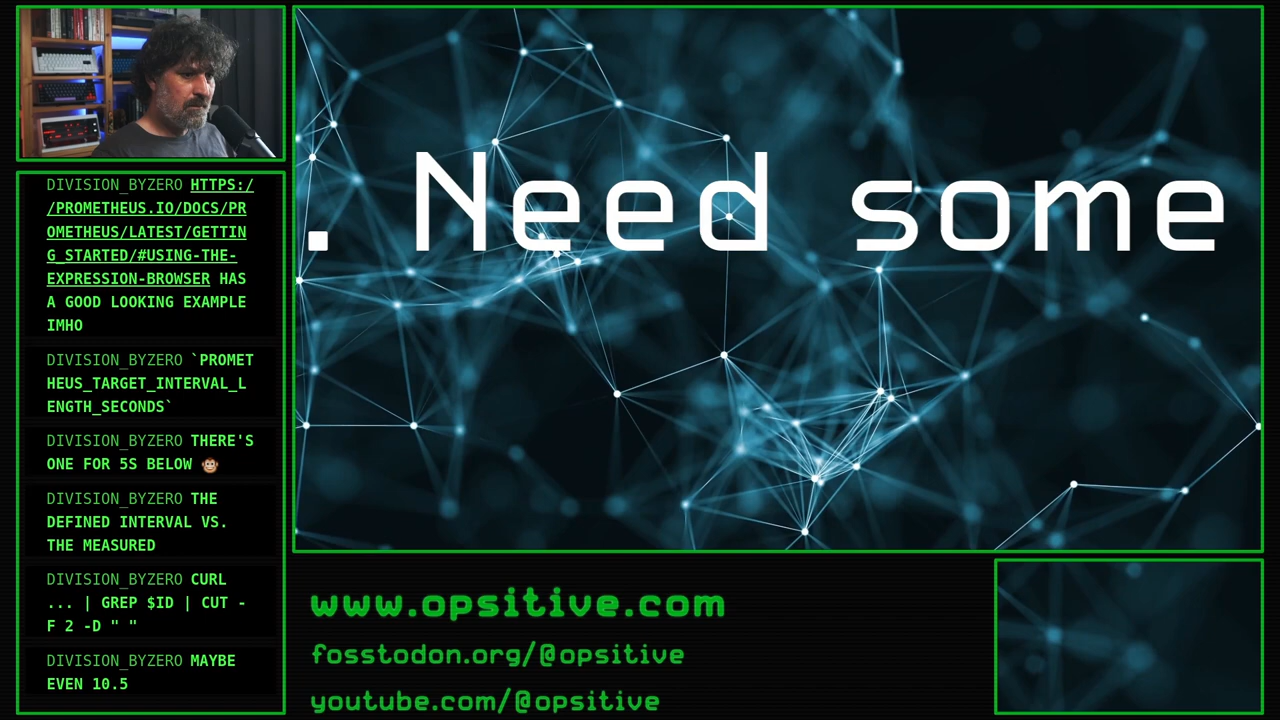 DIVISION_BYZERO HTTPS:/
/PROMETHEUS.IO/DOCS/PR
OMETHEUS/LATEST/GETTIN
G_STARTED/#USING-THE-
EXPRESSION-BROWSER HAS
A GOOD LOOKING EXAMPLE
IMHO
DIVISION_BYZERO `PROMET
HEUS_TARGET_INTERVAL_L
ENGTH_SECONDS`
DIVISION_BYZERO THERE'S
ONE FOR 5S BELOW 🐵
DIVISION_BYZERO THE
DEFINED INTERVAL VS.
THE MEASURED
DIVISION_BYZERO CURL
... | GREP $ID | CUT -
F 2 -D " "
DIVISION_BYZERO MAYBE
EVEN 10.5
. Need some
www.opsitive.com
fosstodon.org/@opsitive
youtube.com/@opsitive